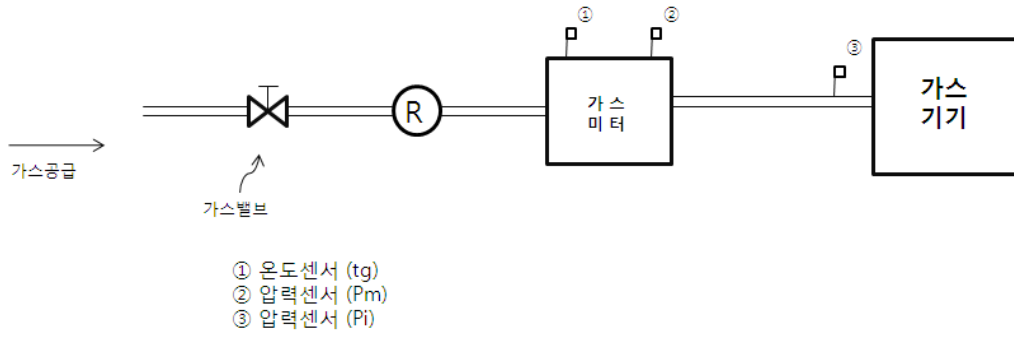 ①
②
③
R
가 스
미 터
가스
기기
가스공급
가스밸브
① 온도센서 (tg)
② 압력센서 (Pm)
③ 압력센서 (Pi)